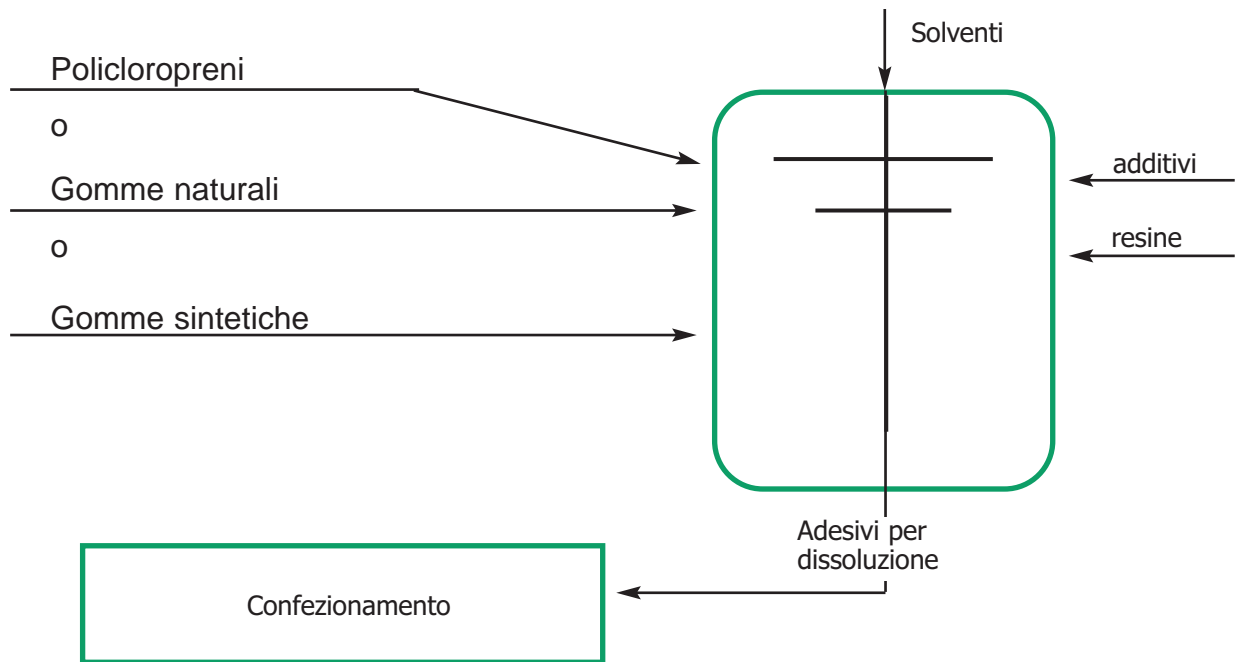 Solventi
Policloropreni
o
Gomme naturali
o
Gomme sintetiche
additivi
resine
Adesivi per
dissoluzione
Confezionamento